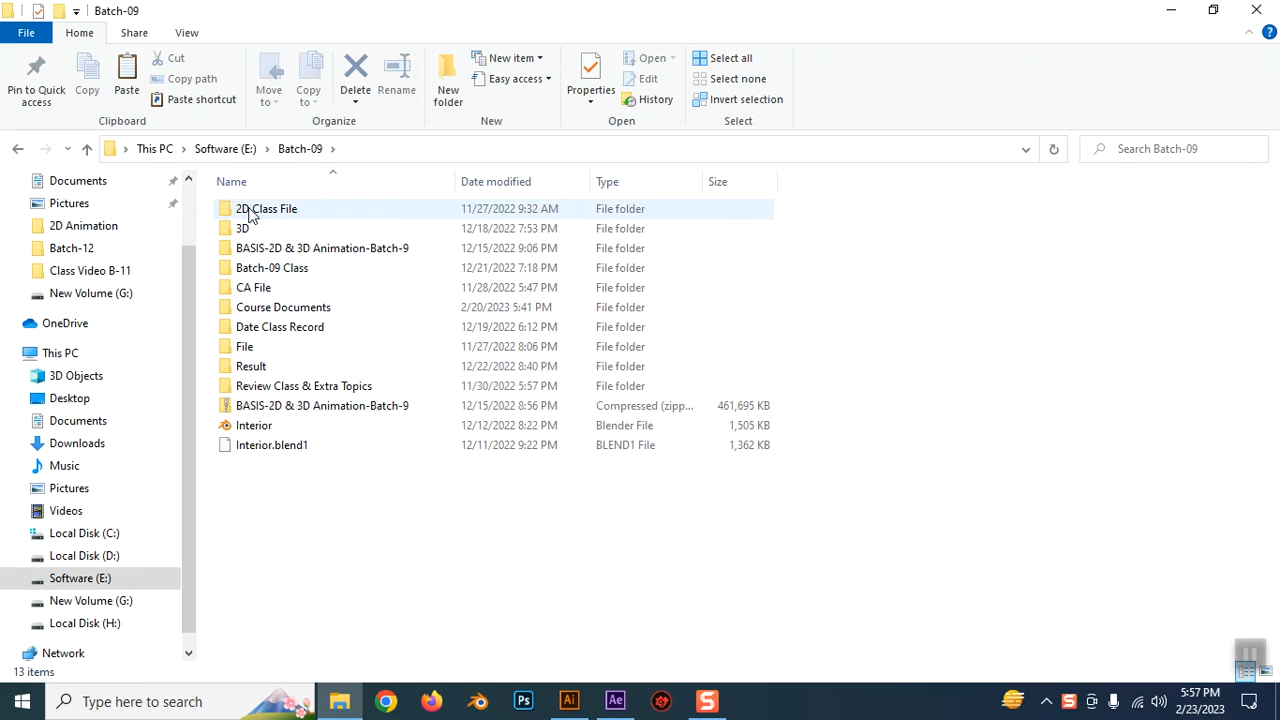 Batch-09
File Home Share View
Pin to Quick access
Copy
Paste
Cut
Copy path
Paste shortcut
Clipboard
Move to
Copy to
Delete
Rename
Organize
New folder
New item
Easy access
New
Properties
Open
Edit
History
Open
Select all
Select none
Invert selection
Select
This PC > Software (E:) > Batch-09 >
Search Batch-09
Documents
Pictures
2D Animation
Batch-12
Class Video B-11
New Volume (G:)
OneDrive
This PC
3D Objects
Desktop
Documents
Downloads
Music
Pictures
Videos
Local Disk (C:)
Local Disk (D:)
Software (E:)
New Volume (G:)
Local Disk (H:)
Network
Name Date modified Type Size
2D Class File 11/27/2022 9:32 AM File folder
3D 12/18/2022 7:53 PM File folder
BASIS-2D & 3D Animation-Batch-9 12/15/2022 9:06 PM File folder
Batch-09 Class 12/21/2022 7:18 PM File folder
CA File 11/28/2022 5:47 PM File folder
Course Documents 2/20/2023 5:41 PM File folder
Date Class Record 12/19/2022 6:12 PM File folder
File 11/27/2022 8:06 PM File folder
Result 12/22/2022 8:40 PM File folder
Review Class & Extra Topics 11/30/2022 5:57 PM File folder
BASIS-2D & 3D Animation-Batch-9 12/15/2022 8:56 PM Compressed (zipp... 461,695 KB
Interior 12/12/2022 8:22 PM Blender File 1,505 KB
Interior.blend1 12/11/2022 9:22 PM BLEND1 File 1,362 KB
13 items
Type here to search
Ps
Ai
Ae
S
S
5:57 PM
2/23/2023